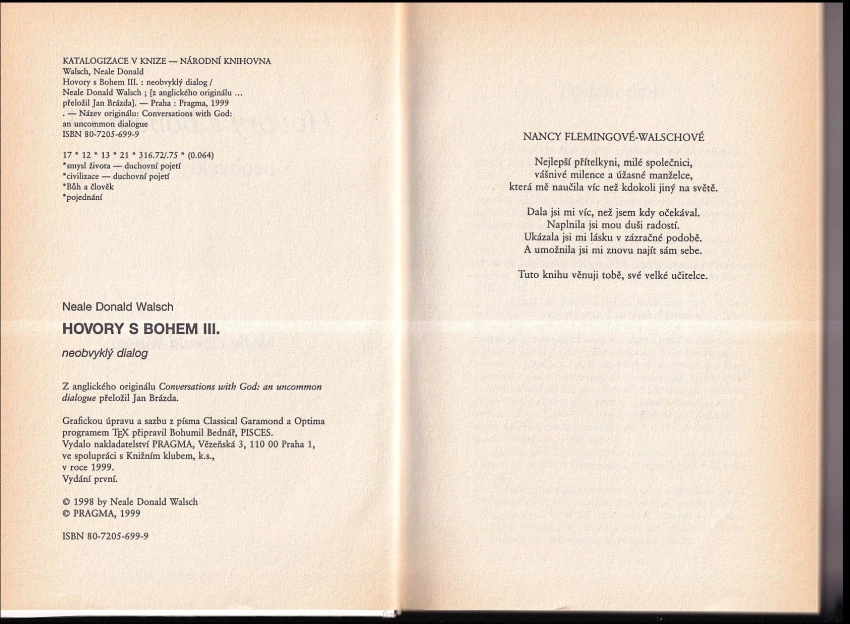 KATALOGIZACE V KNIZE — NÁRODNÍ KNIHOVNA
Walsch, Neale Donald
Hovory s Bohem III. : neobvyklý dialog /
Neale Donald Walsch ; [z anglického originálu ...
přeložil Jan Brázda]. — Praha : Pragma, 1999
. — Název originálu: Conversations with God:
an uncommon dialogue
ISBN 80-7205-699-9
17 * 12 * 13 * 21 * 316.72/.75 * (0.064)
*smysl života — duchovní pojetí
*civilizace — duchovní pojetí
*Bůh a člověk
*pojednání
Neale Donald Walsch
HOVORY S BOHEM III.
neobvyklý dialog
Z anglického originálu Conversations with God: an uncommon
dialogue přeložil Jan Brázda.
Grafickou úpravu a sazbu z písma Classical Garamond a Optima
programem TEX připravil Bohumil Bednář, PISCES.
Vydalo nakladatelství PRAGMA, Vězeňská 3, 110 00 Praha 1,
ve spolupráci s Knižním klubem, k.s.,
v roce 1999.
Vydání první.
© 1998 by Neale Donald Walsch
© PRAGMA, 1999
ISBN 80-7205-699-9
NANCY FLEMINGOVÉ-WALSCHOVÉ
Nejlepší přítelkyni, milé společnici,
vášnivé milence a úžasné manželce,
která mě naučila víc než kdokoli jiný na světě.
Dala jsi mi víc, než jsem kdy očekával.
Naplnila jsi mou duši radostí.
Ukázala jsi mi lásku v zázračné podobě.
A umožnila jsi mi znovu najít sám sebe.
Tuto knihu věnuji tobě, své velké učitelce.